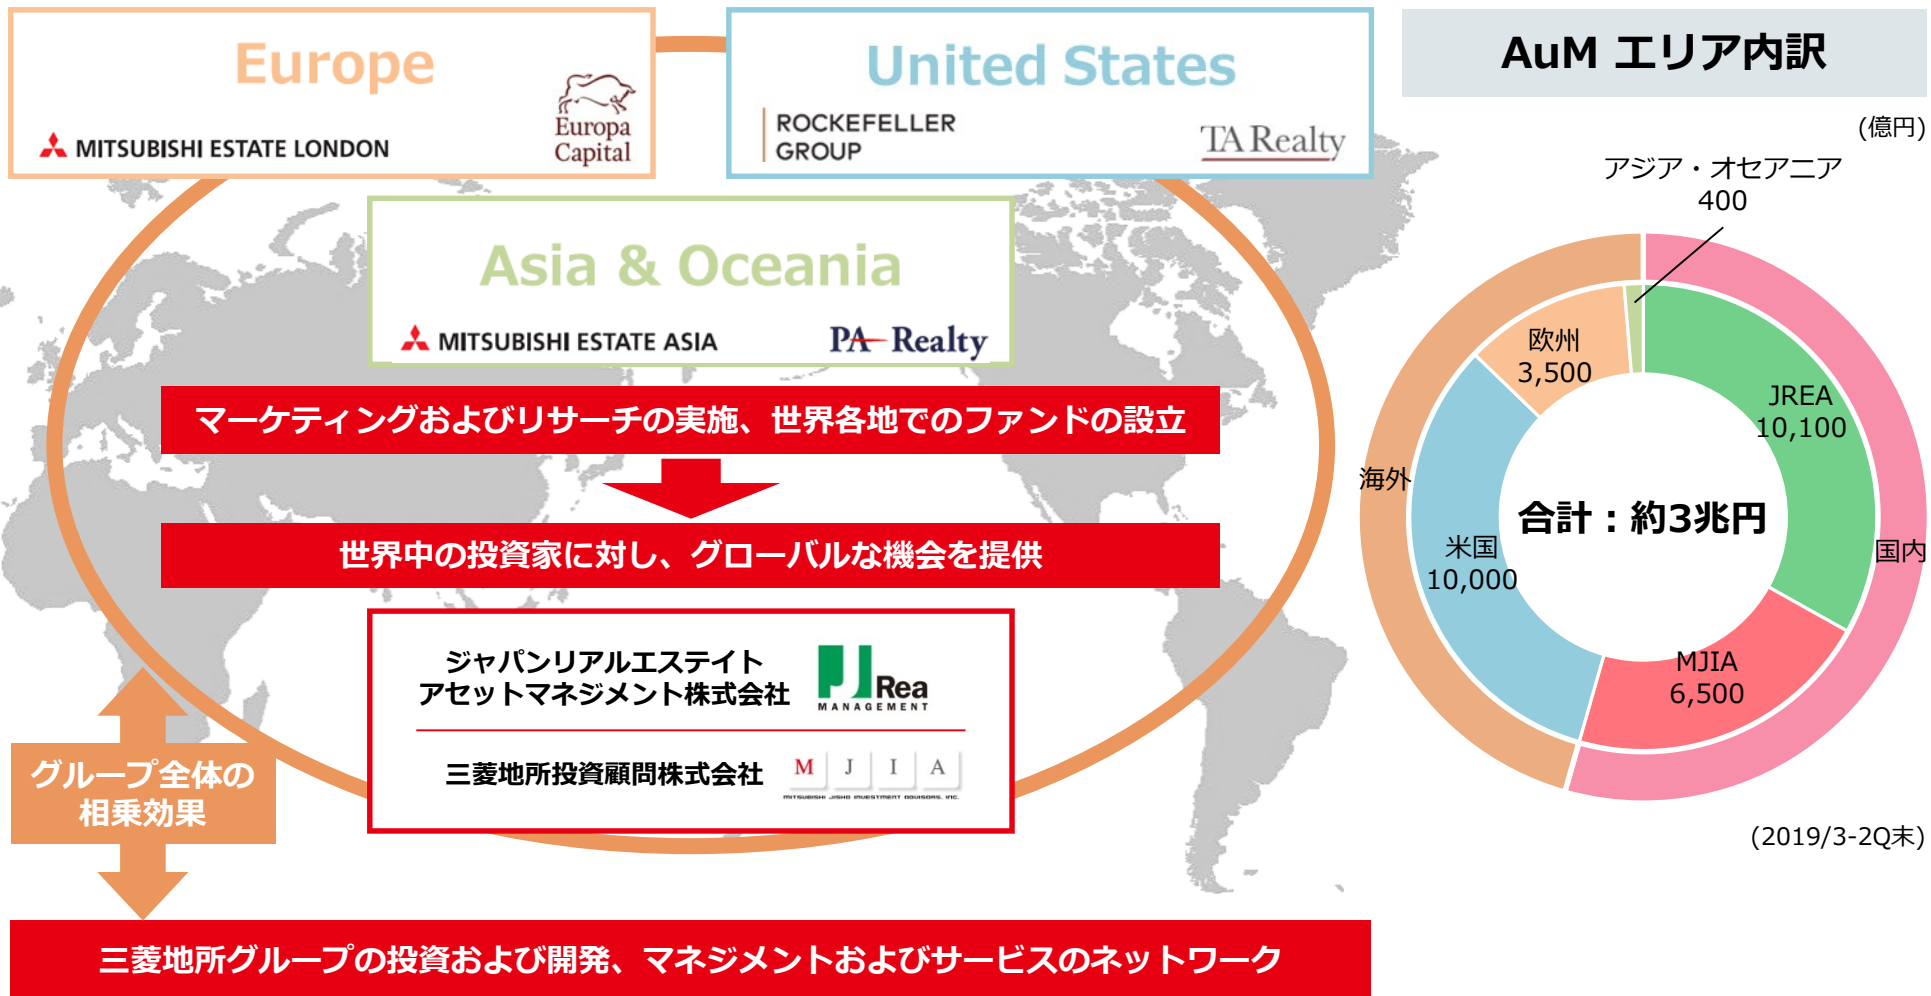 Europe
MITSUBISHI ESTATE LONDON
Europa
Capital
United States
ROCKEFELLER
GROUP
TA Realty
Asia & Oceania
MITSUBISHI ESTATE ASIA
PA Realty
マーケティングおよびリサーチの実施、世界各地でのファンドの設立
世界中の投資家に対し、グローバルな機会を提供
ジャパンリアルエステイト
アセットマネジメント株式会社
JRea
MANAGEMENT
三菱地所投資顧問株式会社
M J I A
MITSUBISHI JISHO INVESTMENT ADVISORS, INC.
グループ全体の
相乗効果
三菱地所グループの投資および開発、マネジメントおよびサービスのネットワーク
AuM エリア内訳
(億円)
アジア・オセアニア
400
欧州
3,500
JREA
10,100
海外
合計：約3兆円
米国
10,000
国内
MJIA
6,500
(2019/3-2Q末)